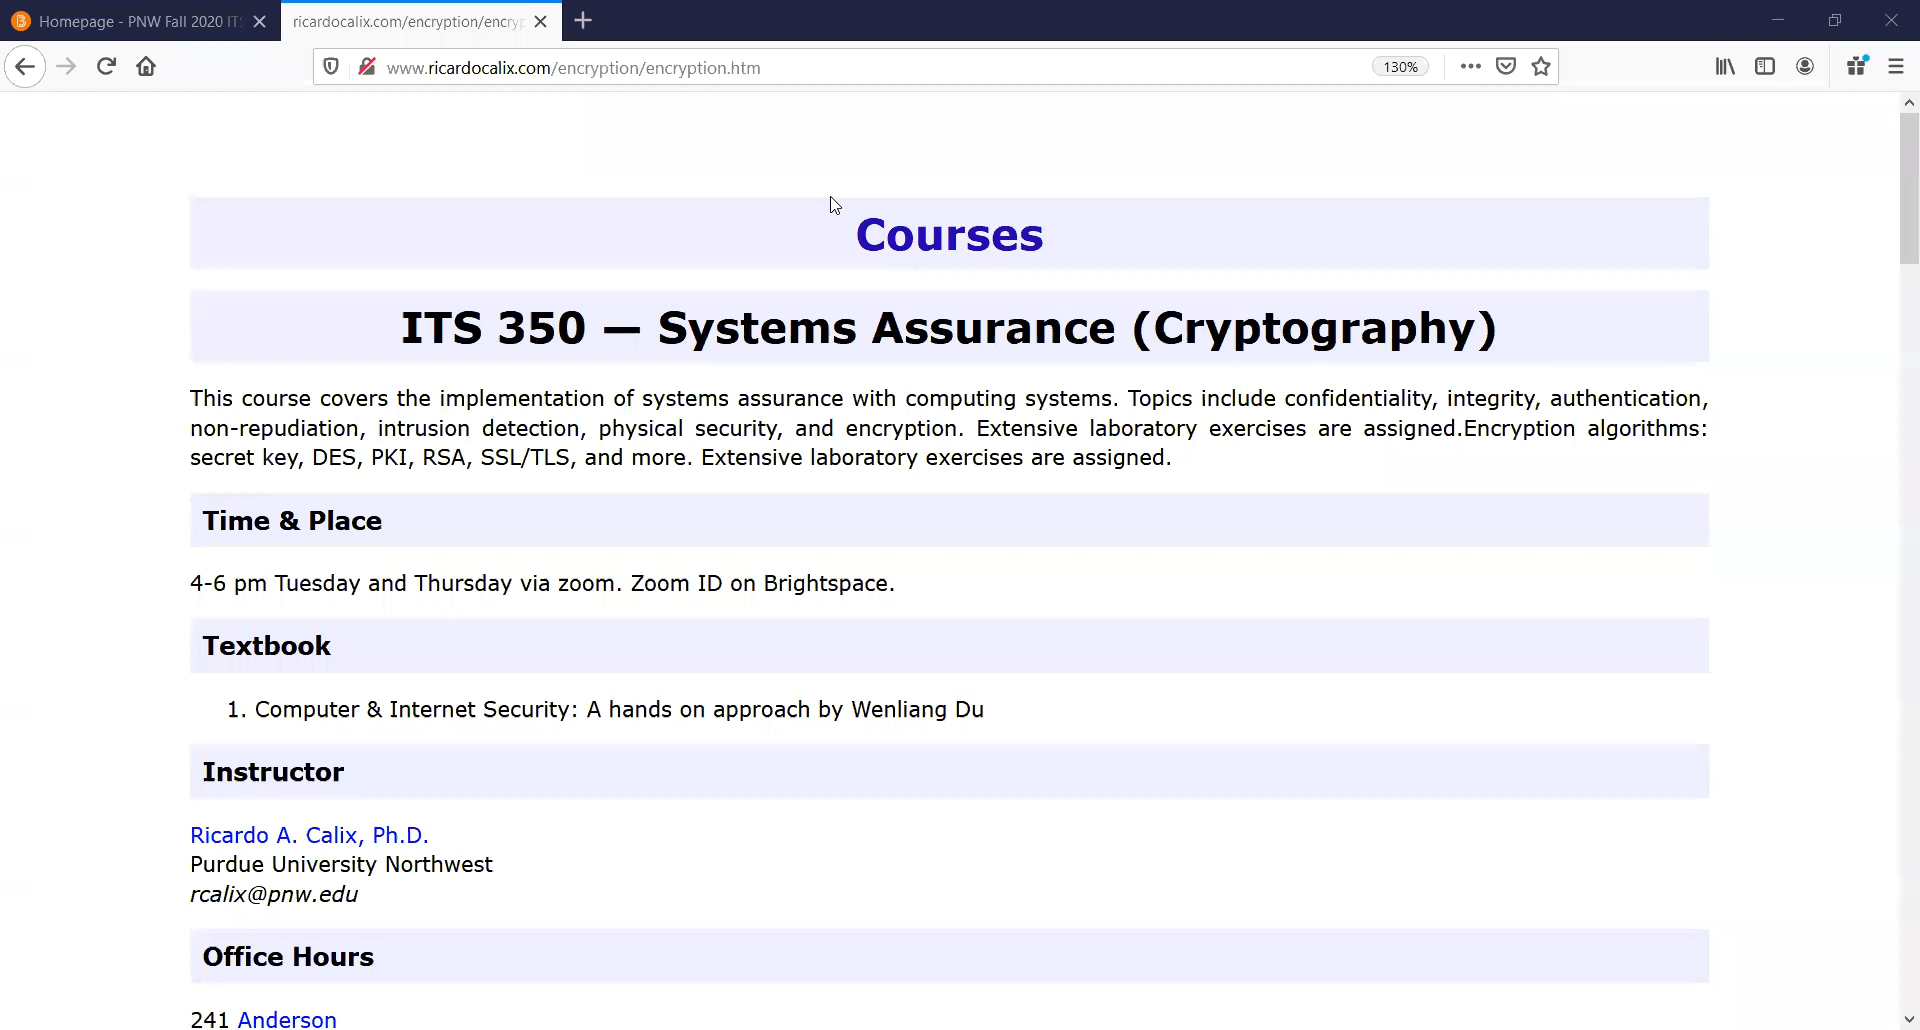 Homepage - PNW Fall 2020 IT
ricardocalix.com/encryption/encryp
www.ricardocalix.com/encryption/encryption.htm
130%
Courses
ITS 350 — Systems Assurance (Cryptography)
This course covers the implementation of systems assurance with computing systems. Topics include confidentiality, integrity, authentication,
non-repudiation, intrusion detection, physical security, and encryption. Extensive laboratory exercises are assigned.Encryption algorithms:
secret key, DES, PKI, RSA, SSL/TLS, and more. Extensive laboratory exercises are assigned.
Time & Place
4-6 pm Tuesday and Thursday via zoom. Zoom ID on Brightspace.
Textbook
1. Computer & Internet Security: A hands on approach by Wenliang Du
Instructor
Ricardo A. Calix, Ph.D.
Purdue University Northwest
rcalix@pnw.edu
Office Hours
241 Anderson